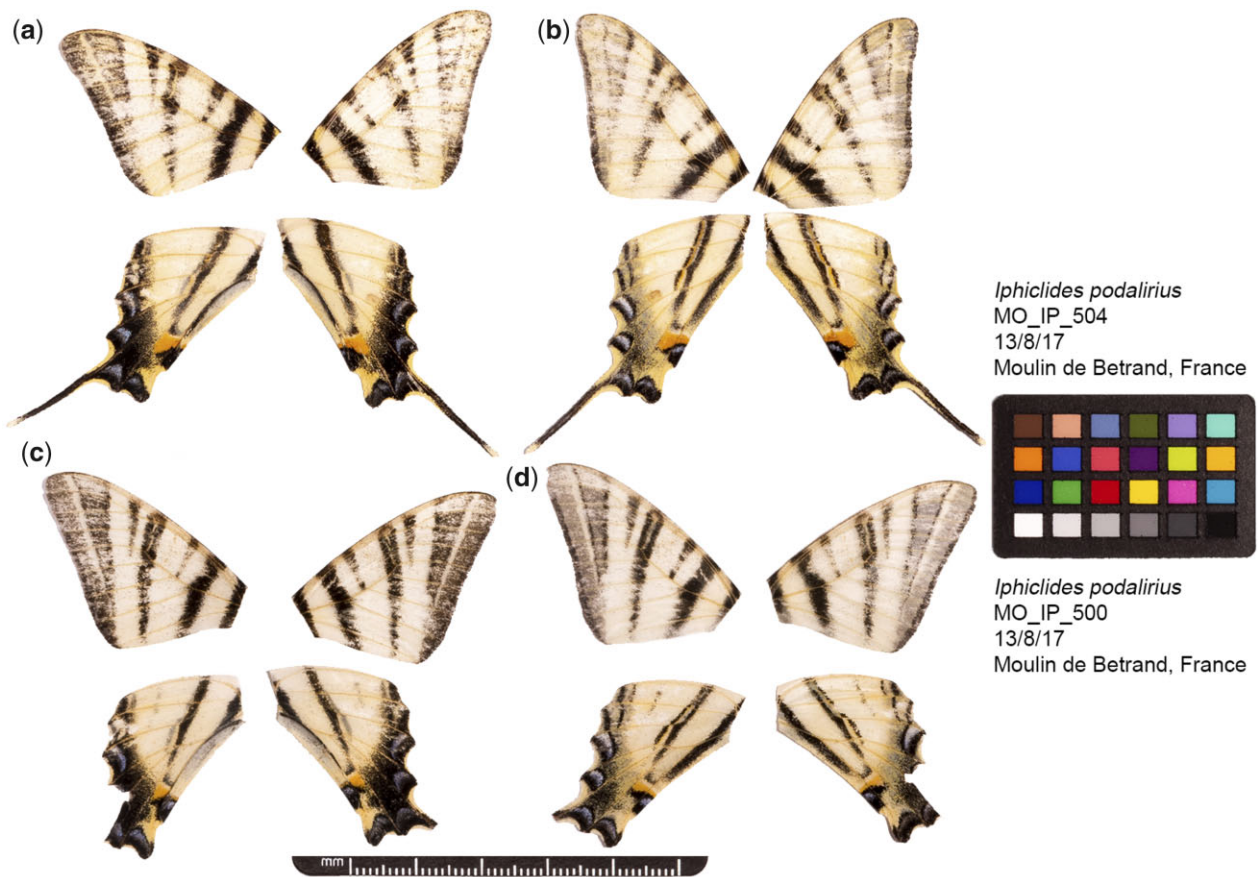 (a)
(b)
Iphiclides podalirius
MO_IP_504
13/8/17
Moulin de Betrand, France
(c)
(d)
Iphiclides podalirius
MO_IP_500
13/8/17
Moulin de Betrand, France
mm